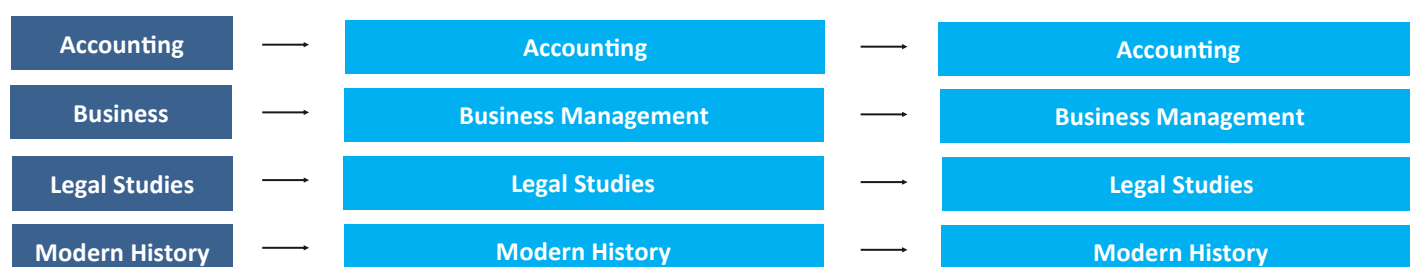 Accounting Accounting Accounting
Business Business Management Business Management
Legal Studies Legal Studies Legal Studies
Modern History Modern History Modern History